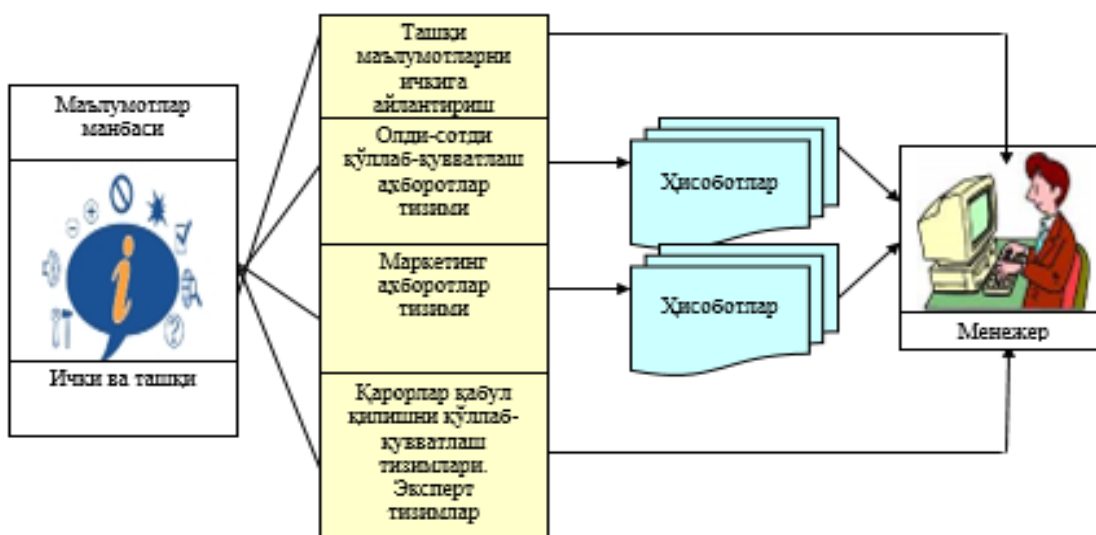 Маълумотлар
манбаси
Ички ва ташқи
Ташқи
маълумотларни
ичкига
айлантириш
Олди-сотди
қўллаб-қувватлаш
ахборотлар
тизими
Маркетинг
ахборотлар
тизими
Қарорлар қабул
қилишни қўллаб-
қувватлаш
тизимлари.
Эксперт
тизимлар
Ҳисоботлар
Ҳисоботлар
Менежер